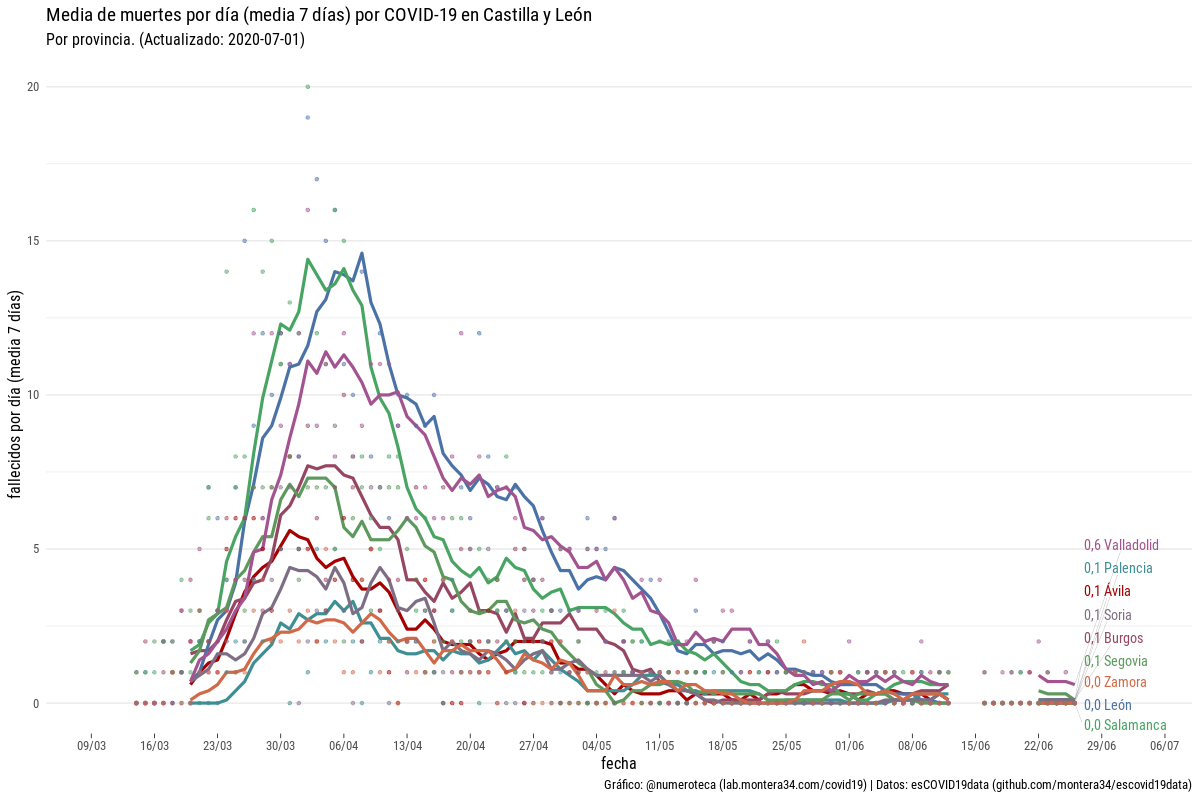 Media de muertes por día (media 7 días) por COVID-19 en Castilla y León
Por provincia. (Actualizado: 2020-07-01)
fallecidos por día (media 7 días)
20
15
10
5
0
0,6 Valladolid
0,1 Palencia
0,1 Ávila
0,1 Soria
0,1 Burgos
0,1 Segovia
0,0 Zamora
0,0 León
0,0 Salamanca
09/03 16/03 23/03 30/03 06/04 13/04 20/04 27/04 04/05 11/05 18/05 25/05 01/06 08/06 15/06 22/06 29/06 06/07
fecha
Gráfico: @numeroteca (lab.montera34.com/covid19) | Datos: esCOVID19data (github.com/montera34/escovid19data)